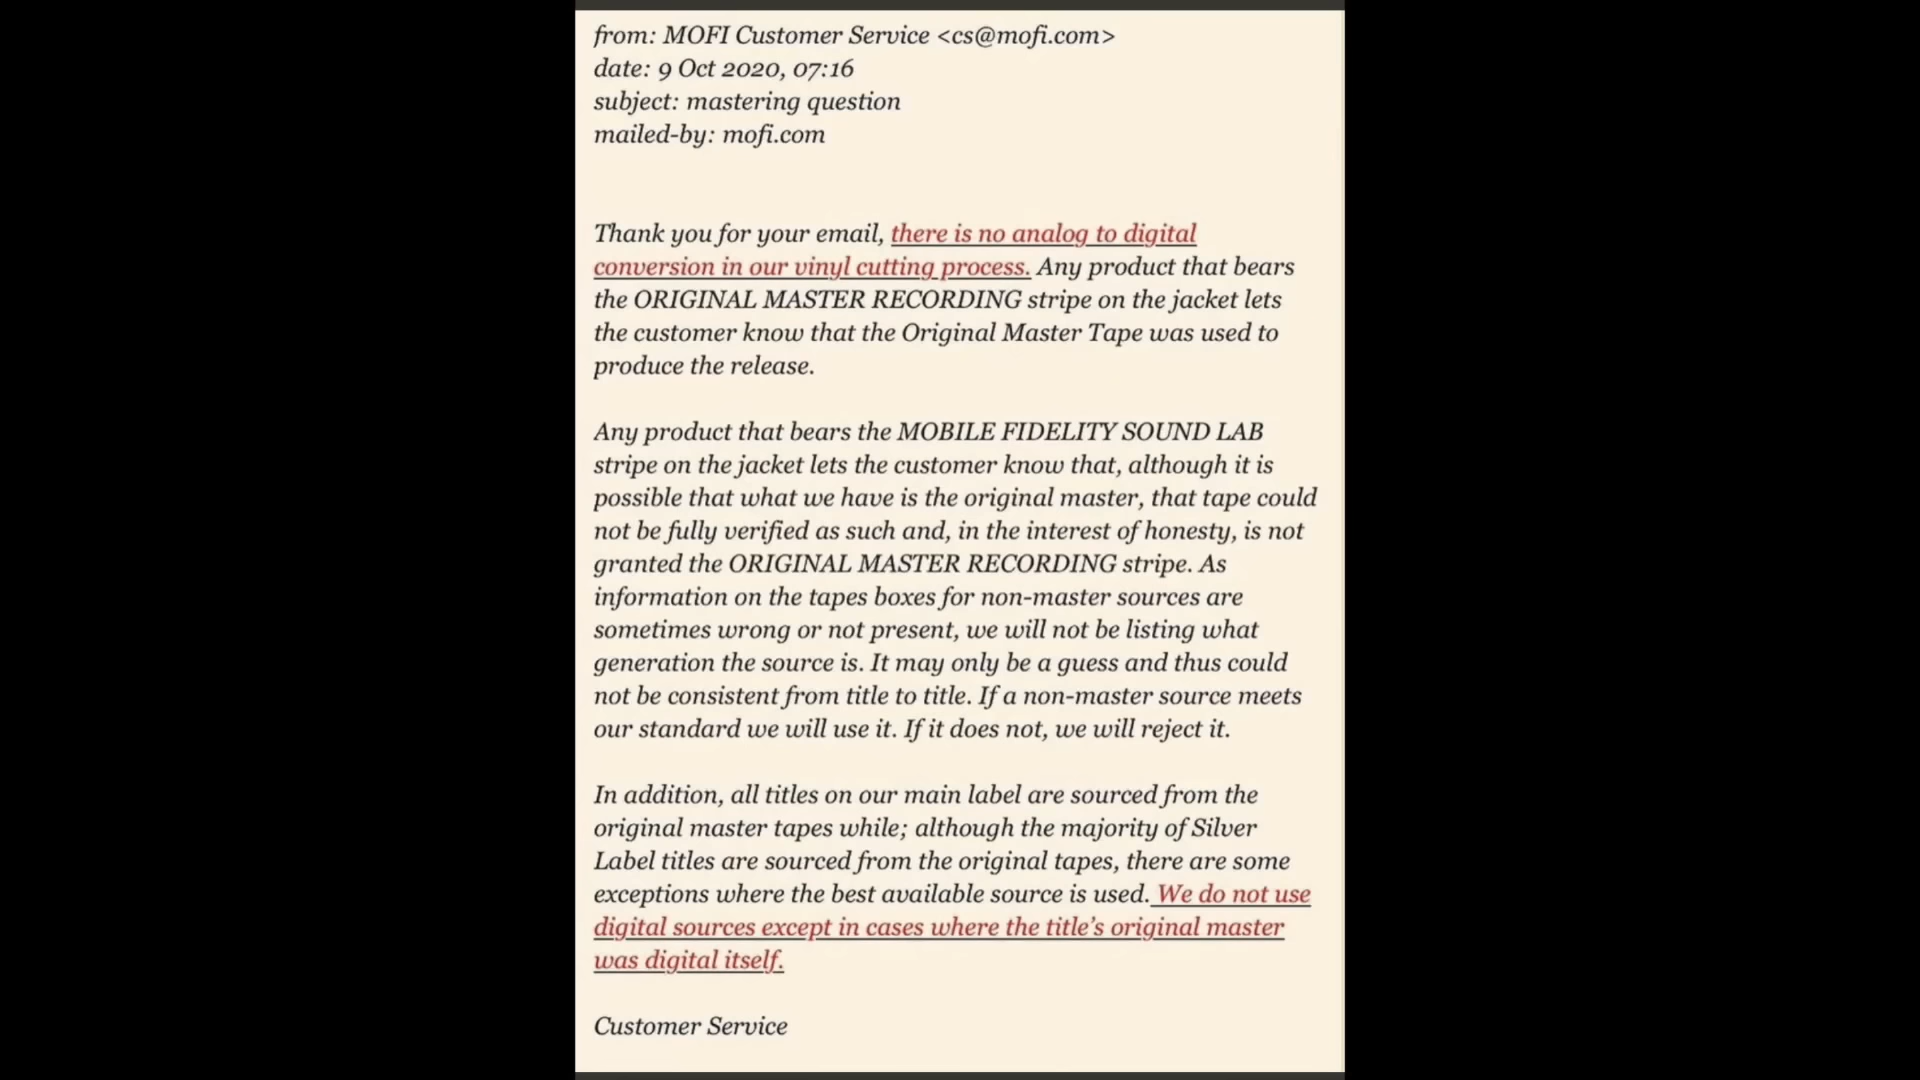 from: MOFI Customer Service <cs@mofi.com>
date: 9 Oct 2020, 07:16
subject: mastering question
mailed-by: mofi.com
Thank you for your email, there is no analog to digital
conversion in our vinyl cutting process. Any product that bears
the ORIGINAL MASTER RECORDING stripe on the jacket lets
the customer know that the Original Master Tape was used to
produce the release.
Any product that bears the MOBILE FIDELITY SOUND LAB
stripe on the jacket lets the customer know that, although it is
possible that what we have is the original master, that tape could
not be fully verified as such and, in the interest of honesty, is not
granted the ORIGINAL MASTER RECORDING stripe. As
information on the tapes boxes for non-master sources are
sometimes wrong or not present, we will not be listing what
generation the source is. It may only be a guess and thus could
not be consistent from title to title. If a non-master source meets
our standard we will use it. If it does not, we will reject it.
In addition, all titles on our main label are sourced from the
original master tapes while; although the majority of Silver
Label titles are sourced from the original tapes, there are some
exceptions where the best available source is used. We do not use
digital sources except in cases where the title's original master
was digital itself.
Customer Service